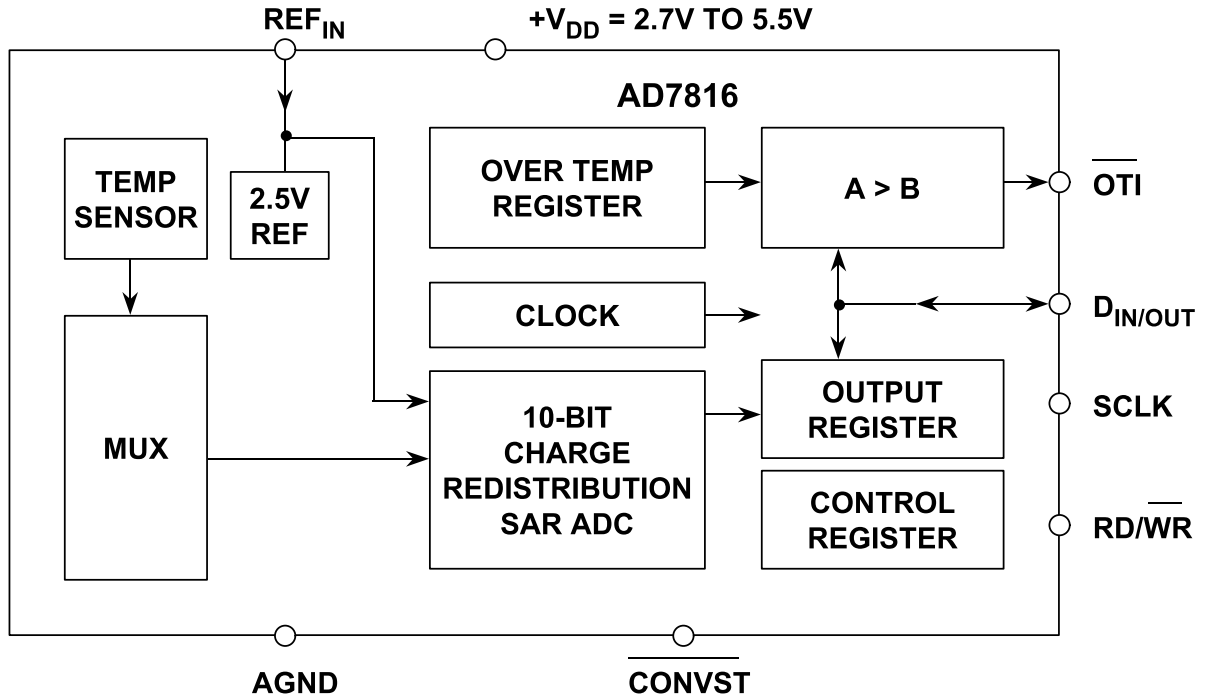 REFIN
+VDD = 2.7V TO 5.5V
AD7816
TEMP
SENSOR
2.5V
REF
OVER TEMP
REGISTER
A > B
OTI
CLOCK
DIN/OUT
MUX
10-BIT
CHARGE
REDISTRIBUTION
SAR ADC
OUTPUT
REGISTER
SCLK
CONTROL
REGISTER
RD/WR
AGND
CONVST